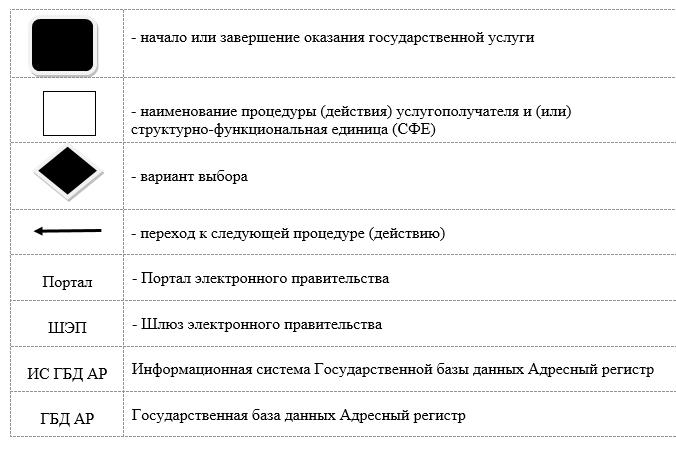 - начало или завершение оказания государственной услуги
- наименование процедуры (действия) услугополучателя и (или)
структурно-функциональная единица (СФЕ)
- вариант выбора
- переход к следующей процедуре (действию)
Портал - Портал электронного правительства
ШЭП - Шлюз электронного правительства
ИС ГБД АР Информационная система Государственной базы данных Адресный регистр
ГБД АР Государственная база данных Адресный регистр